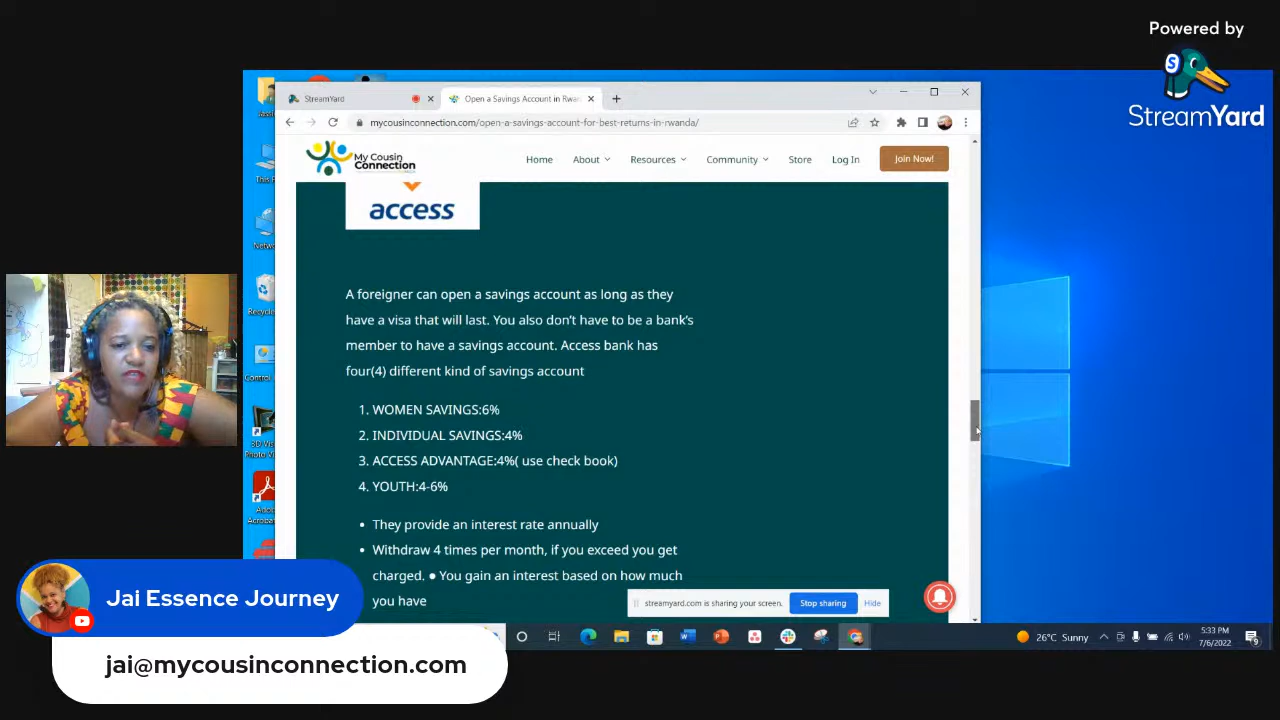 Powered by
StreamYard
StreamYard
Open a Savings Account in Rwan
mycousinconnection.com/open-a-savings-account-for-best-returns-in-rwanda/
My Cousin
Connection
Home
About
Resources
Community
Store
Log In
Join Now!
access
A foreigner can open a savings account as long as they
have a visa that will last. You also don't have to be a bank's
member to have a savings account. Access bank has
four(4) different kind of savings account
1. WOMEN SAVINGS:6%
2. INDIVIDUAL SAVINGS:4%
3. ACCESS ADVANTAGE:4%( use check book)
4. YOUTH:4-6%
• They provide an interest rate annually
• Withdraw 4 times per month, if you exceed you get
charged. ● You gain an interest based on how much
you have
streamyard.com is sharing your screen.
Stop sharing
Hide
This P
Netwo
Recycle
Control
Photo V
Acroba
Jai Essence Journey
jai@mycousinconnection.com
26°C Sunny
5:33 PM
7/6/2022